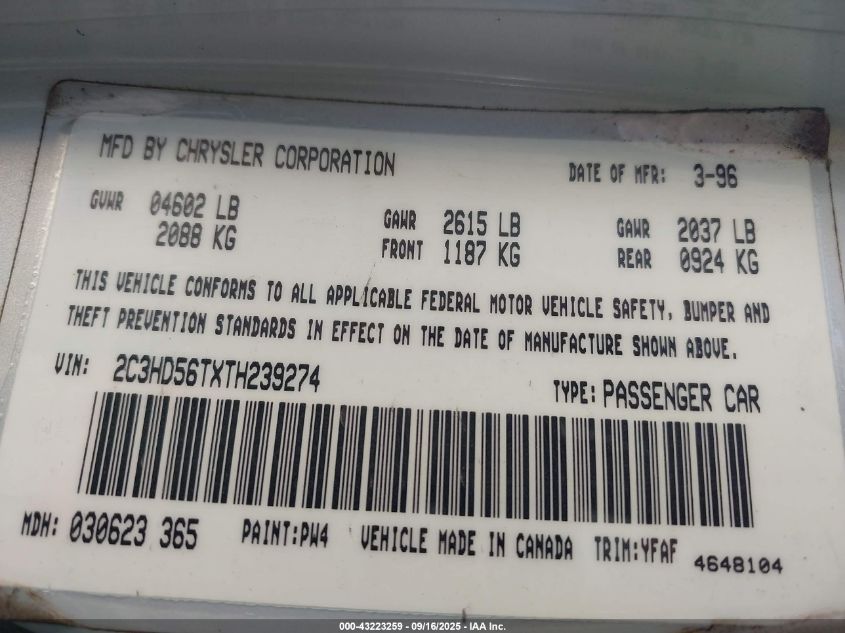 MFD BY CHRYSLER CORPORATION DATE OF MFR: 3-96
GVWR 04602 LB GAWR 2615 LB GAWR 2037 LB
2088 KG FRONT 1187 KG REAR 0924 KG
THIS VEHICLE CONFORMS TO ALL APPLICABLE FEDERAL MOTOR VEHICLE SAFETY, BUMPER AND
THEFT PREVENTION STANDARDS IN EFFECT ON THE DATE OF MANUFACTURE SHOWN ABOVE.
VIN: 2C3HD56TXTH239274 TYPE: PASSENGER CAR
MDH: 030623 365 PAINT:PW4 VEHICLE MADE IN CANADA TRIM:YFAF 4648104
000-43223259 - 09/16/2025 - IAA Inc.